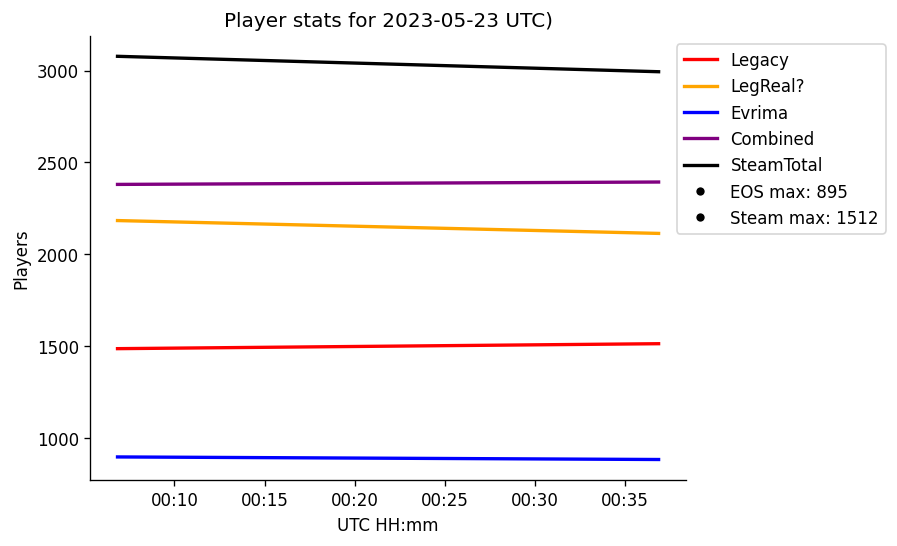 Player stats for 2023-05-23 UTC)
3000
2500
2000
1500
1000
Players
00:10 00:15 00:20 00:25 00:30 00:35
UTC HH:mm
Legacy
LegReal?
Evrima
Combined
SteamTotal
EOS max: 895
Steam max: 1512